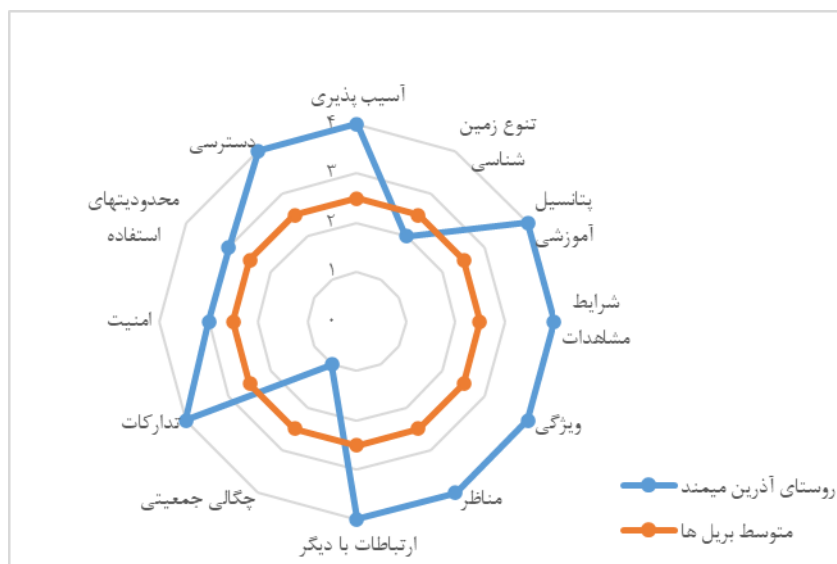 آسیب پذیری
تنوع زمین
شناسی
پتانسیل
آموزشی
شرایط
مشاهدات
ویژگی
مناظر
ارتباطات با دیگر
چگالی جمعیتی
تدارکات
امنیت
محدودیتهای
استفاده
دسترسی
۴
۳
۲
۱
۰
روستای آذرین میمند
متوسط بریل ها